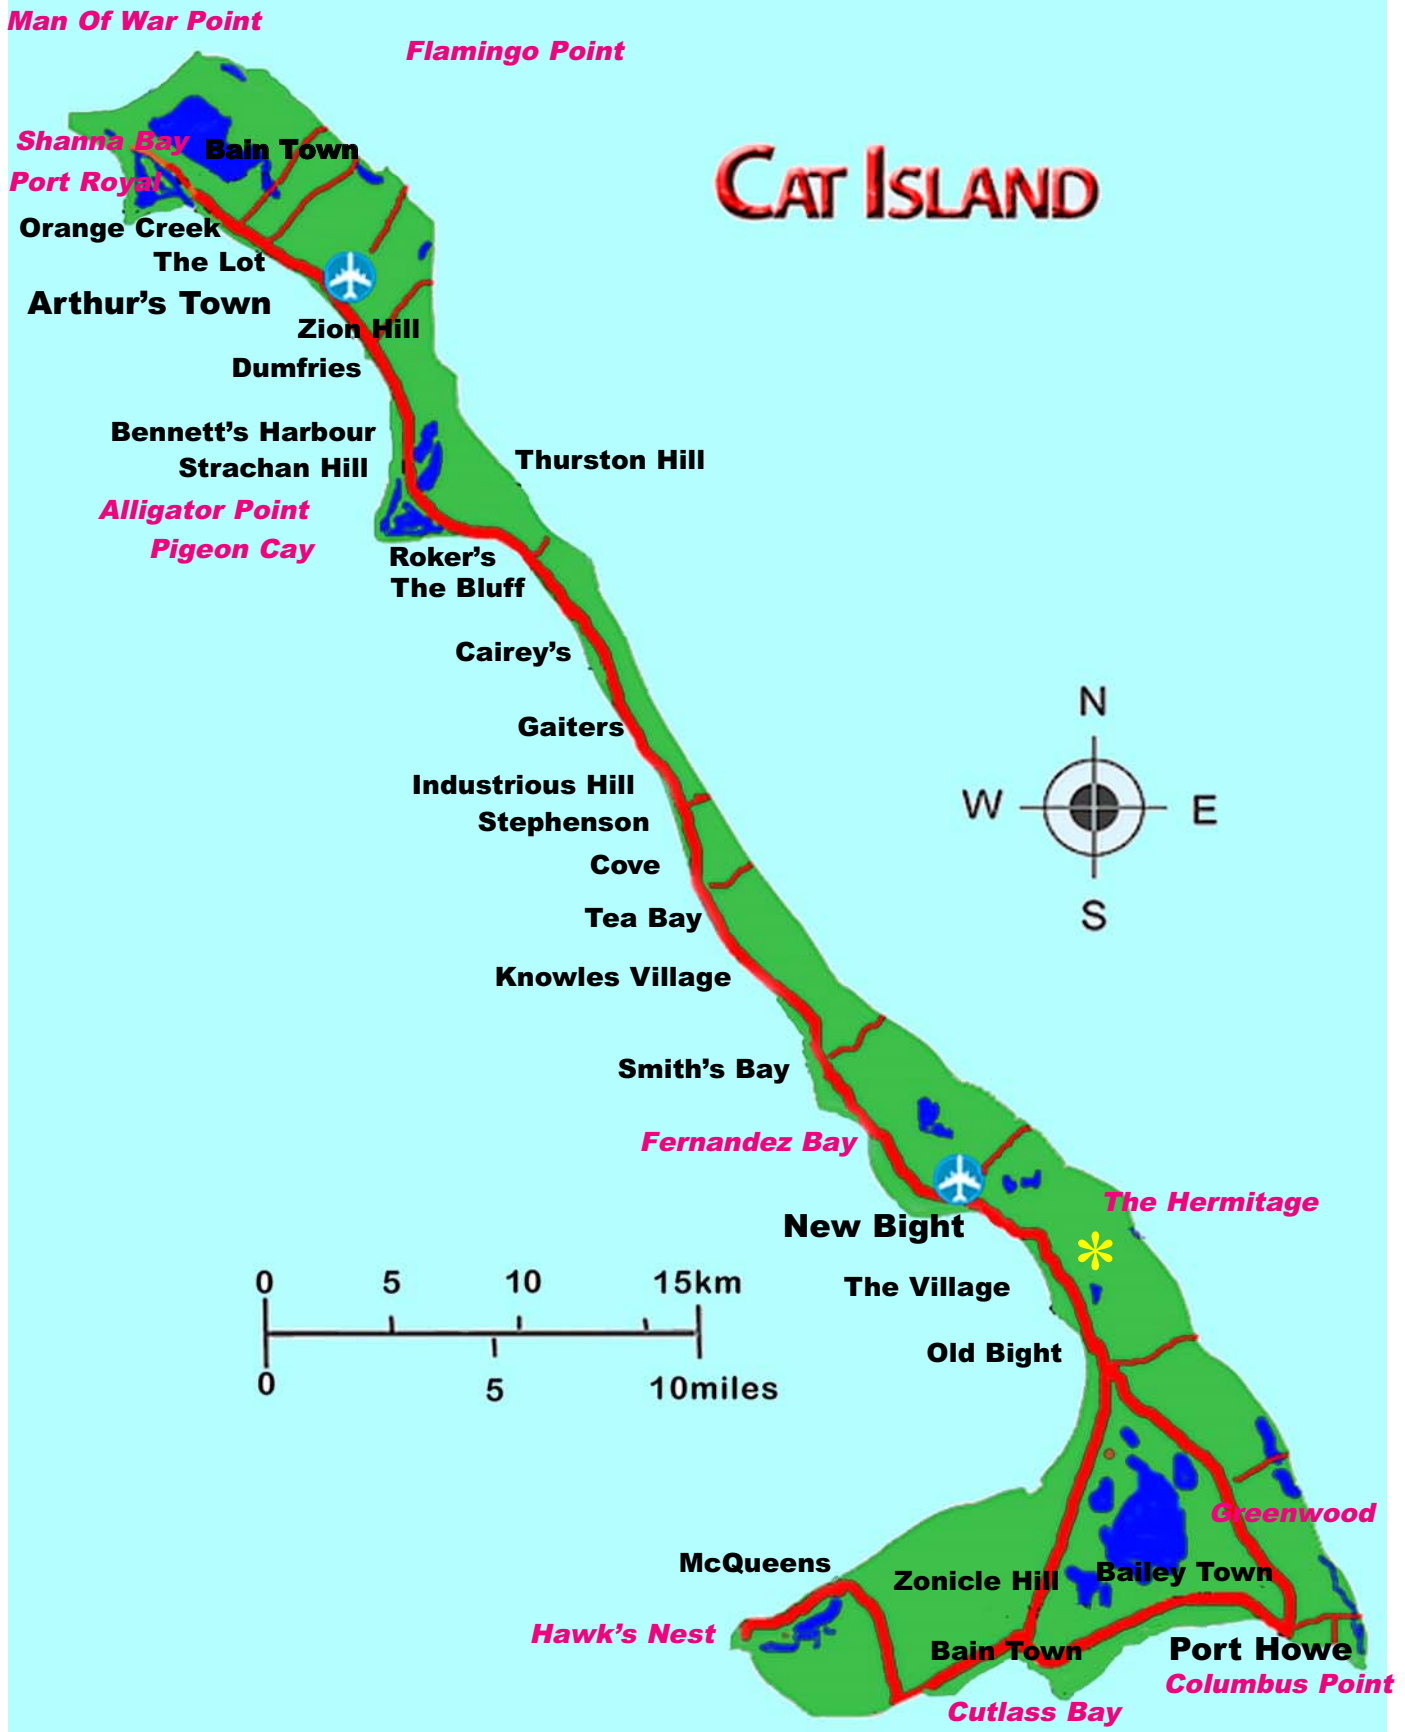 Man Of War Point
Flamingo Point
Shanna Bay
Bain Town
CAT ISLAND
Port Royal
Orange Creek
The Lot
Arthur’s Town
Zion Hill
Dumfries
Bennett’s Harbour
Thurston Hill
Strachan Hill
Alligator Point
Pigeon Cay
Roker’s
The Bluff
Cairey’s
N
Gaiters
Industrious Hill
W
E
Stephenson
Cove
S
Tea Bay
Knowles Village
Smith’s Bay
Fernandez Bay
The Hermitage
New Bight
The Village
0 5 10 15km
Old Bight
0 5 10miles
Greenwood
McQueens
Zonicle Hill
Bailey Town
Hawk’s Nest
Bain Town
Port Howe
Columbus Point
Cutlass Bay